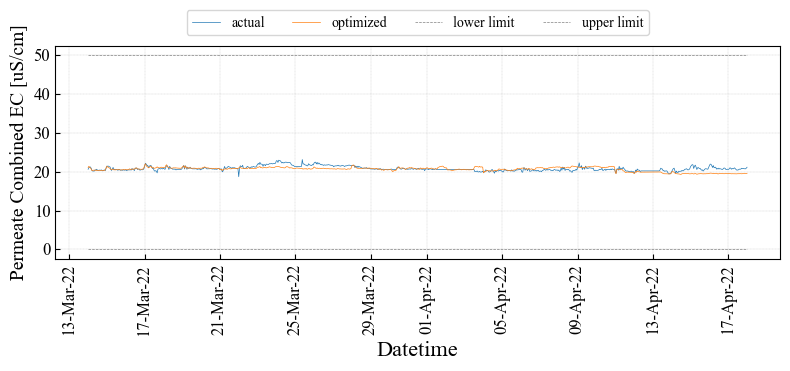 actual optimized lower limit upper limit
Permeate Combined EC [uS/cm]
50
40
30
20
10
0
13-Mar-22 17-Mar-22 21-Mar-22 25-Mar-22 29-Mar-22 01-Apr-22 05-Apr-22 09-Apr-22 13-Apr-22 17-Apr-22
Datetime